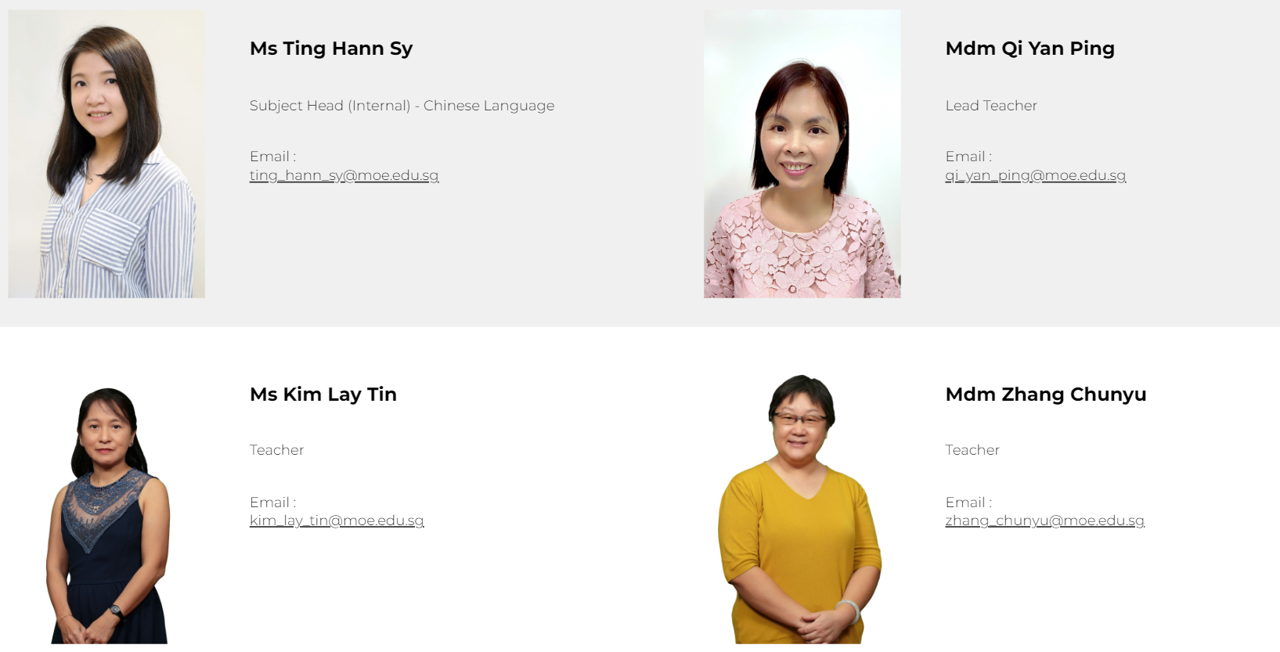 Ms Ting Hann Sy
Subject Head (Internal) - Chinese Language
Email :
ting_hann_sy@moe.edu.sg
Mdm Qi Yan Ping
Lead Teacher
Email :
qi_yan_ping@moe.edu.sg
Ms Kim Lay Tin
Teacher
Email :
kim_lay_tin@moe.edu.sg
Mdm Zhang Chunyu
Teacher
Email :
zhang_chunyu@moe.edu.sg